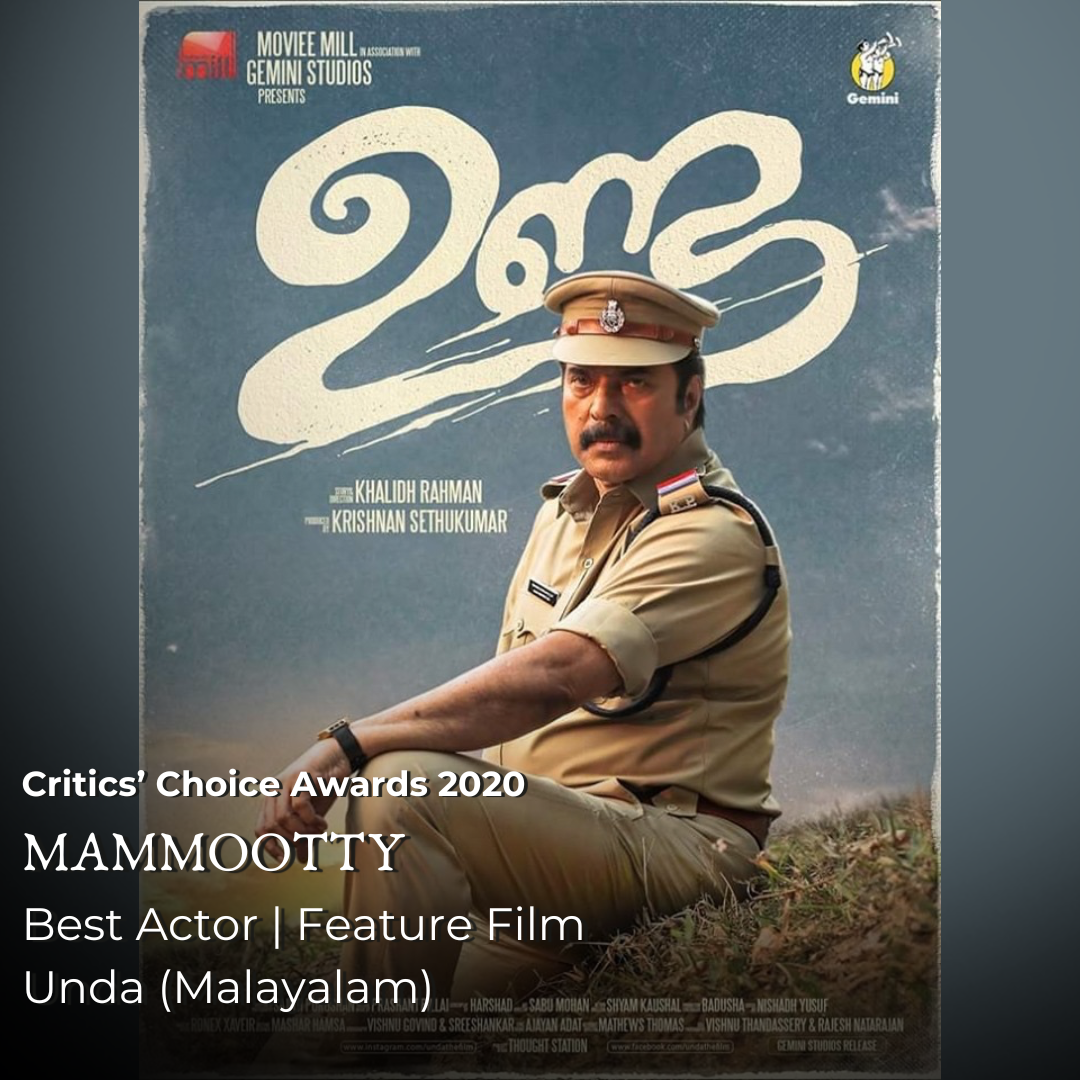 mill
MOVIEE MILL IN ASSOCIATION WITH
GEMINI STUDIOS
PRESENTS
Gemini
ഉണ്ട
STORY& DIRECTION KHALIDH RAHMAN
PRODUCED BY KRISHNAN SETHUKUMAR
K P
Critics’ Choice Awards 2020
MAMMOOTTY
Best Actor | Feature Film
Unda (Malayalam)
HARSHAD SABU MOHAN SHYAM KAUSHAL BADUSHA NISHADH YUSUF
RONEX XAVEIR MASHAR HAMSA VISHNU GOVIND & SREESHANKAR AJAYAN ADAT MATHEWS THOMAS VISHNU THANDASSERY & RAJESH NATARAJAN
www.instagram.com/undathefilm THOUGHT STATION www.facebook.com/undathefilm GEMINI STUDIOS RELEASE